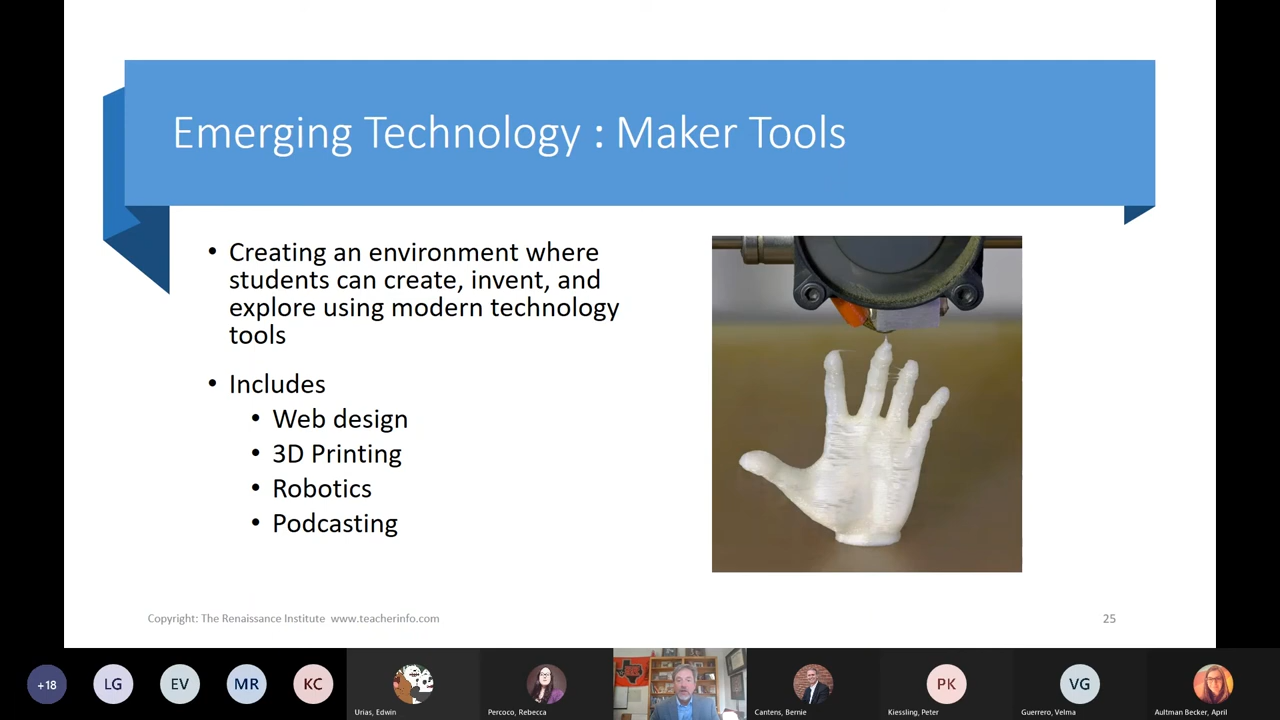 Emerging Technology : Maker Tools
• Creating an environment where
students can create, invent, and
explore using modern technology
tools
• Includes
• Web design
• 3D Printing
• Robotics
• Podcasting
Copyright: The Renaissance Institute www.teacherinfo.com
25
+18
LG
EV
MR
KC
PK
VG
Urias, Edwin
Percoco, Rebecca
Cantens, Bernie
Kiessling, Peter
Guerrero, Velma
Aultman Becker, April